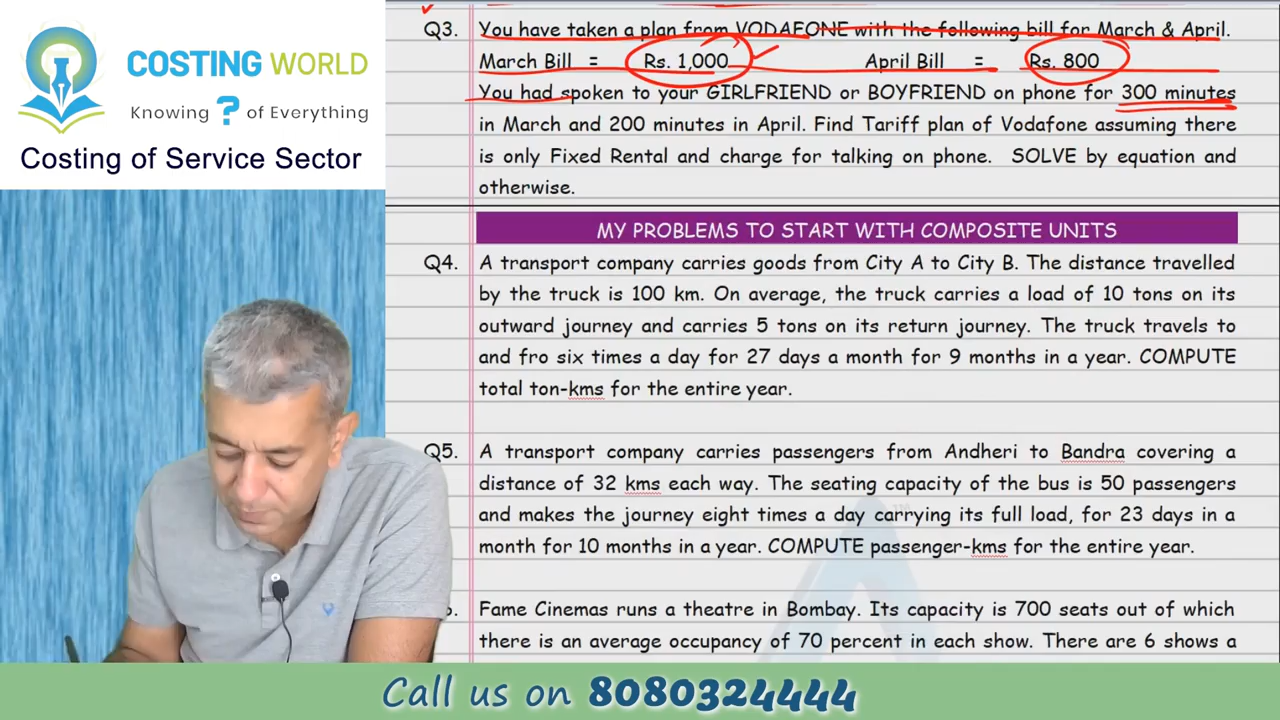 COSTING WORLD
Knowing ? of Everything
Costing of Service Sector
Q3. You have taken a plan from VODAFONE with the following bill for March & April.
March Bill = Rs. 1,000 April Bill = Rs. 800
You had spoken to your GIRLFRIEND or BOYFRIEND on phone for 300 minutes
in March and 200 minutes in April. Find Tariff plan of Vodafone assuming there
is only Fixed Rental and charge for talking on phone. SOLVE by equation and
otherwise.
MY PROBLEMS TO START WITH COMPOSITE UNITS
Q4. A transport company carries goods from City A to City B. The distance travelled
by the truck is 100 km. On average, the truck carries a load of 10 tons on its
outward journey and carries 5 tons on its return journey. The truck travels to
and fro six times a day for 27 days a month for 9 months in a year. COMPUTE
total ton-kms for the entire year.
Q5. A transport company carries passengers from Andheri to Bandra covering a
distance of 32 kms each way. The seating capacity of the bus is 50 passengers
and makes the journey eight times a day carrying its full load, for 23 days in a
month for 10 months in a year. COMPUTE passenger-kms for the entire year.
Fame Cinemas runs a theatre in Bombay. Its capacity is 700 seats out of which
there is an average occupancy of 70 percent in each show. There are 6 shows a
Call us on 8080324444